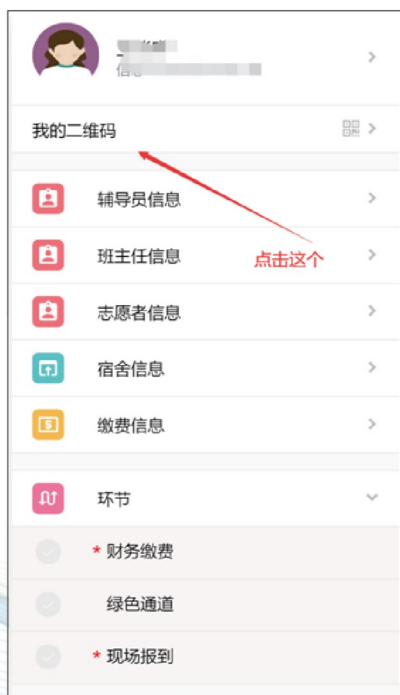 我的二维码
辅导员信息
班主任信息
点击这个
志愿者信息
宿舍信息
缴费信息
环节
* 财务缴费
绿色通道
* 现场报到